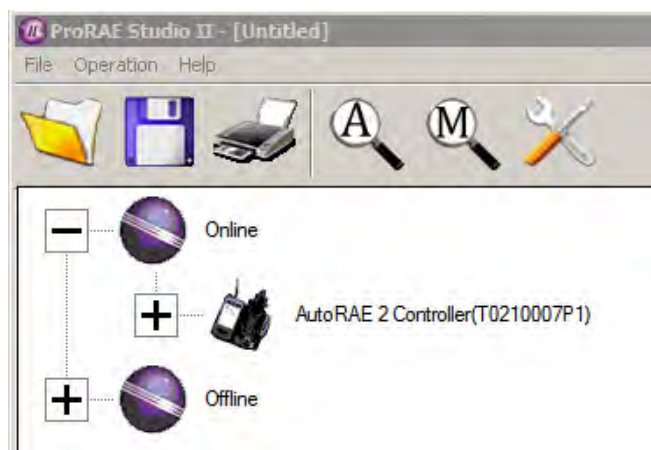 ProRAE Studio II - [Untitled]
File Operation Help
A M
Online
AutoRAE 2 Controller(T0210007P1)
Offline